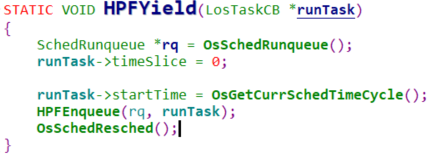 STATIC VOID HPFYield(LosTaskCB *runTask)
{
    SchedRunqueue *rq = OsSchedRunqueue();
    runTask->timeSlice = 0;

    runTask->startTime = OsGetCurrSchedTimeCycle();
    HPFEnqueue(rq, runTask);
    OsSchedResched();
}